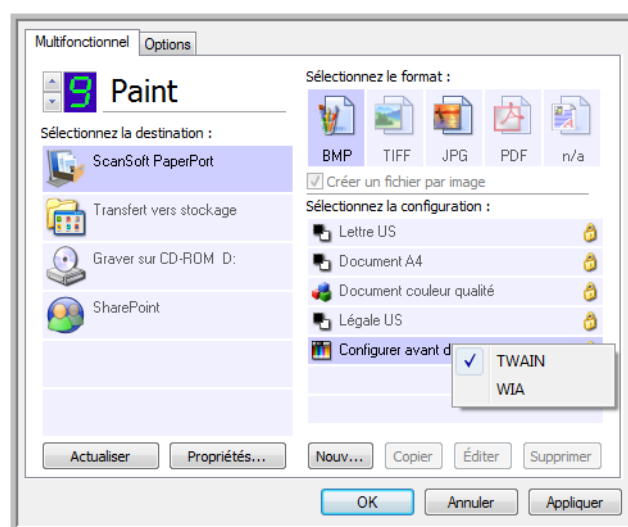 Multifonctionnel Options
9 Paint
Sélectionnez la destination :
ScanSoft PaperPort
Transfert vers stockage
Graver sur CD-ROM D:
SharePoint
Actualiser Propriétés...
Sélectionnez le format :
BMP TIFF JPG PDF n/a
Créer un fichier par image
Sélectionnez la configuration :
Lettre US
Document A4
Document couleur qualité
Légale US
Configurer avant d
TWAIN
WIA
Nouv... Copier Éditer Supprimer
OK Annuler Appliquer